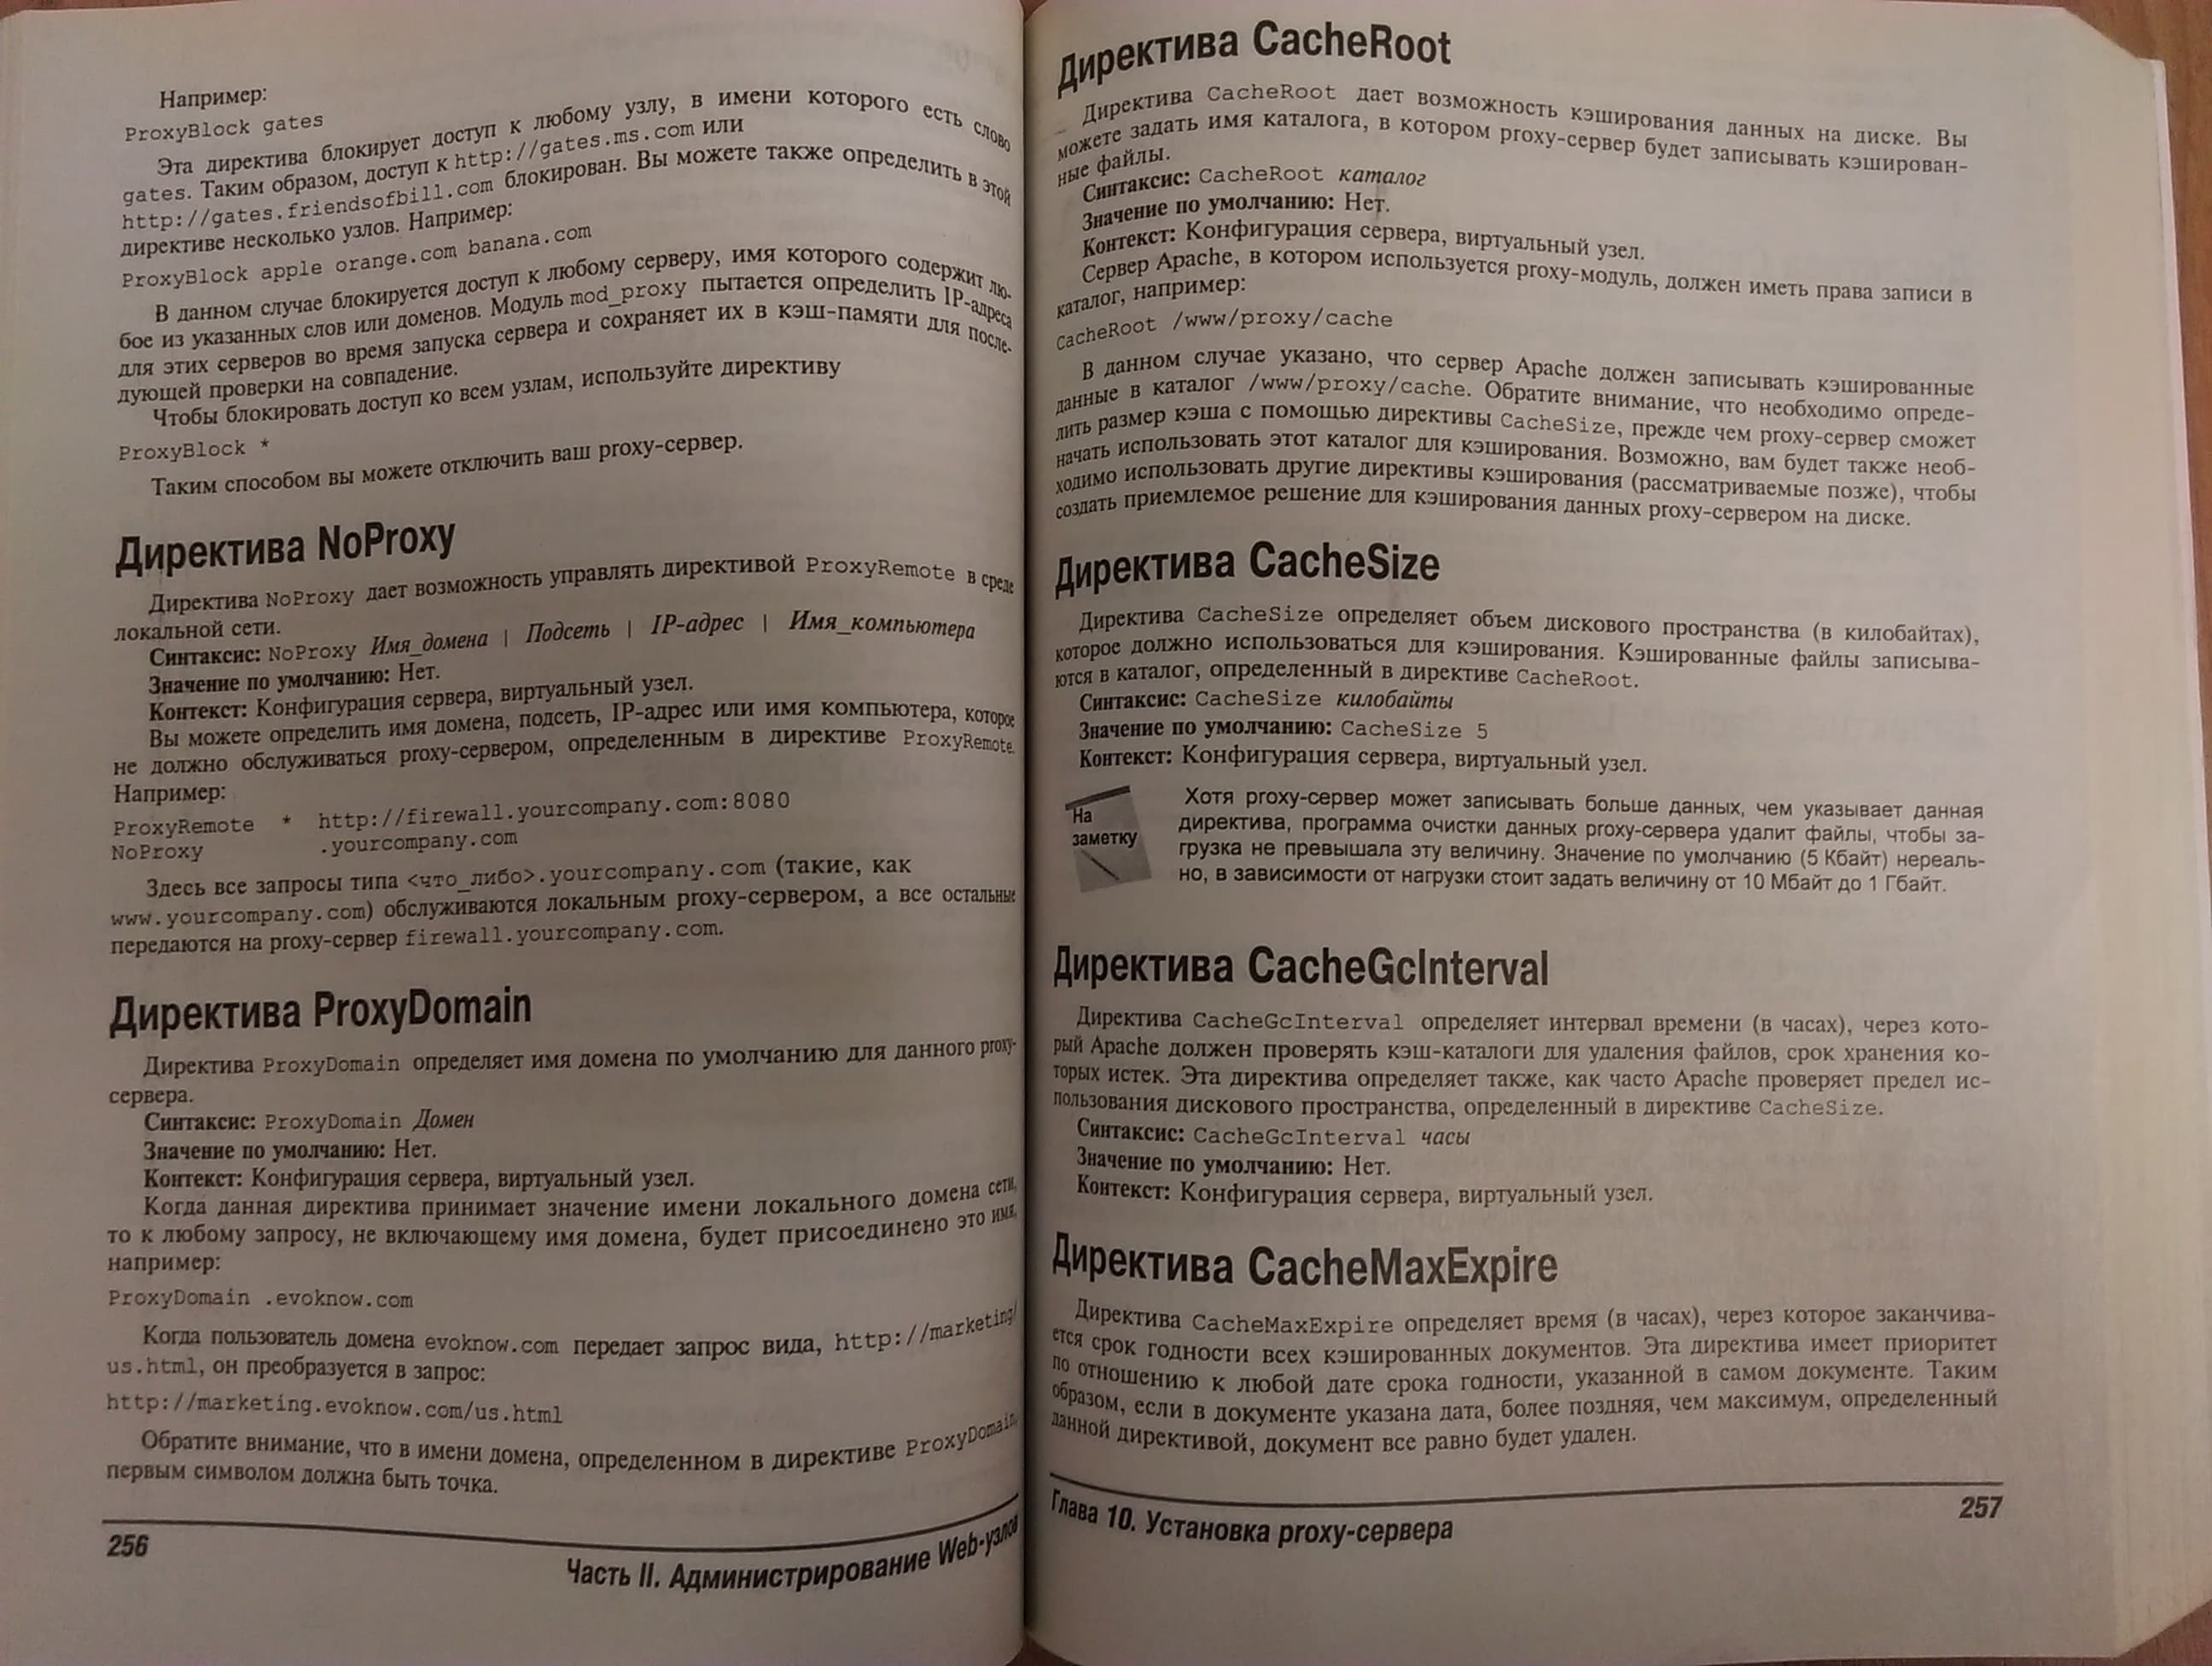 Например:
ProxyBlock gates
Эта директива блокирует доступ к любому узлу, в имени которого есть слово
gates. Таким образом, доступ к http://gates.ms.com или
http://gates.friendsofbill.com блокирован. Вы можете также определить в этой
директиве несколько узлов. Например:
ProxyBlock apple orange.com banana.com
В данном случае блокируется доступ к любому серверу, имя которого содержит лю-
бое из указанных слов или доменов. Модуль mod_proxy пытается определить IP-адреса
для этих серверов во время запуска сервера и сохраняет их в кэш-памяти для после-
дующей проверки на совпадение.
Чтобы блокировать доступ ко всем узлам, используйте директиву
ProxyBlock *
Таким способом вы можете отключить ваш proxy-сервер.
Директива NoProxy
Директива NoProxy дает возможность управлять директивой ProxyRemote в среде
локальной сети.
Синтаксис: NoProxy Имя_домена | Подсеть | IP-адрес | Имя_компьютера
Значение по умолчанию: Нет.
Контекст: Конфигурация сервера, виртуальный узел.
Вы можете определить имя домена, подсеть, IP-адрес или имя компьютера, которое
не должно обслуживаться proxy-сервером, определенным в директиве ProxyRemote.
Например:
ProxyRemote * http://firewall.yourcompany.com:8080
NoProxy .yourcompany.com
Здесь все запросы типа <что_либо>.yourcompany.com (такие, как
www.yourcompany.com) обслуживаются локальным proxy-сервером, а все остальные
передаются на proxy-сервер firewall.yourcompany.com.
Директива ProxyDomain
Директива ProxyDomain определяет имя домена по умолчанию для данного proxy-
сервера.
Синтаксис: ProxyDomain Домен
Значение по умолчанию: Нет.
Контекст: Конфигурация сервера, виртуальный узел.
Когда данная директива принимает значение имени локального домена сети,
то к любому запросу, не включающему имя домена, будет присоединено это имя,
например:
ProxyDomain .evoknow.com
Когда пользователь домена evoknow.com передает запрос вида, http://marketing/
us.html, он преобразуется в запрос:
http://marketing.evoknow.com/us.html
Обратите внимание, что в имени домена, определенном в директиве ProxyDomain,
первым символом должна быть точка.
256
Часть II. Администрирование Web-узлов
Директива CacheRoot
Директива CacheRoot дает возможность кэширования данных на диске. Вы
можете задать имя каталога, в котором proxy-сервер будет записывать кэширован-
ные файлы.
Синтаксис: CacheRoot каталог
Значение по умолчанию: Нет.
Контекст: Конфигурация сервера, виртуальный узел.
Сервер Apache, в котором используется proxy-модуль, должен иметь права записи в
каталог, например:
CacheRoot /www/proxy/cache
В данном случае указано, что сервер Apache должен записывать кэшированные
данные в каталог /www/proxy/cache. Обратите внимание, что необходимо опреде-
лить размер кэша с помощью директивы CacheSize, прежде чем proxy-сервер сможет
начать использовать этот каталог для кэширования. Возможно, вам будет также необ-
ходимо использовать другие директивы кэширования (рассматриваемые позже), чтобы
создать приемлемое решение для кэширования данных proxy-сервером на диске.
Директива CacheSize
Директива CacheSize определяет объем дискового пространства (в килобайтах),
которое должно использоваться для кэширования. Кэшированные файлы записыва-
ются в каталог, определенный в директиве CacheRoot.
Синтаксис: CacheSize килобайты
Значение по умолчанию: CacheSize 5
Контекст: Конфигурация сервера, виртуальный узел.
На
заметку
Хотя proxy-сервер может записывать больше данных, чем указывает данная
директива, программа очистки данных proxy-сервера удалит файлы, чтобы за-
грузка не превышала эту величину. Значение по умолчанию (5 Кбайт) нереаль-
но, в зависимости от нагрузки стоит задать величину от 10 Мбайт до 1 Гбайт.
Директива CacheGcInterval
Директива CacheGcInterval определяет интервал времени (в часах), через кото-
рый Apache должен проверять кэш-каталоги для удаления файлов, срок хранения ко-
торых истек. Эта директива определяет также, как часто Apache проверяет предел ис-
пользования дискового пространства, определенный в директиве CacheSize.
Синтаксис: CacheGcInterval часы
Значение по умолчанию: Нет.
Контекст: Конфигурация сервера, виртуальный узел.
Директива CacheMaxExpire
Директива CacheMaxExpire определяет время (в часах), через которое заканчива-
ется срок годности всех кэшированных документов. Эта директива имеет приоритет
по отношению к любой дате срока годности, указанной в самом документе. Таким
образом, если в документе указана дата, более поздняя, чем максимум, определенный
данной директивой, документ все равно будет удален.
Глава 10. Установка proxy-сервера
257